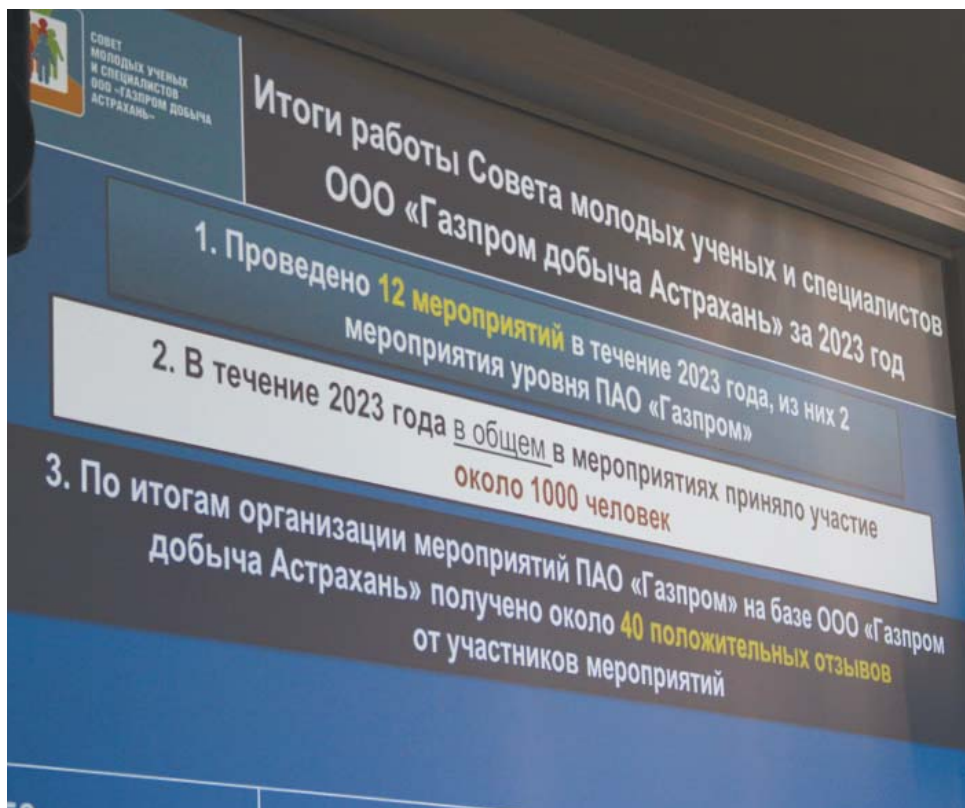 СОВЕТ
МОЛОДЫХ УЧЕНЫХ
И СПЕЦИАЛИСТОВ
ООО «ГАЗПРОМ ДОБЫЧА
АСТРАХАНЬ»
Итоги работы Совета молодых ученых и специалистов
ООО «Газпром добыча Астрахань» за 2023 год
1. Проведено 12 мероприятий в течение 2023 года, из них 2
мероприятия уровня ПАО «Газпром»
2. В течение 2023 года в общем в мероприятиях приняло участие
около 1000 человек
3. По итогам организации мероприятий ПАО «Газпром» на базе ООО «Газпром
добыча Астрахань» получено около 40 положительных отзывов
от участников мероприятий